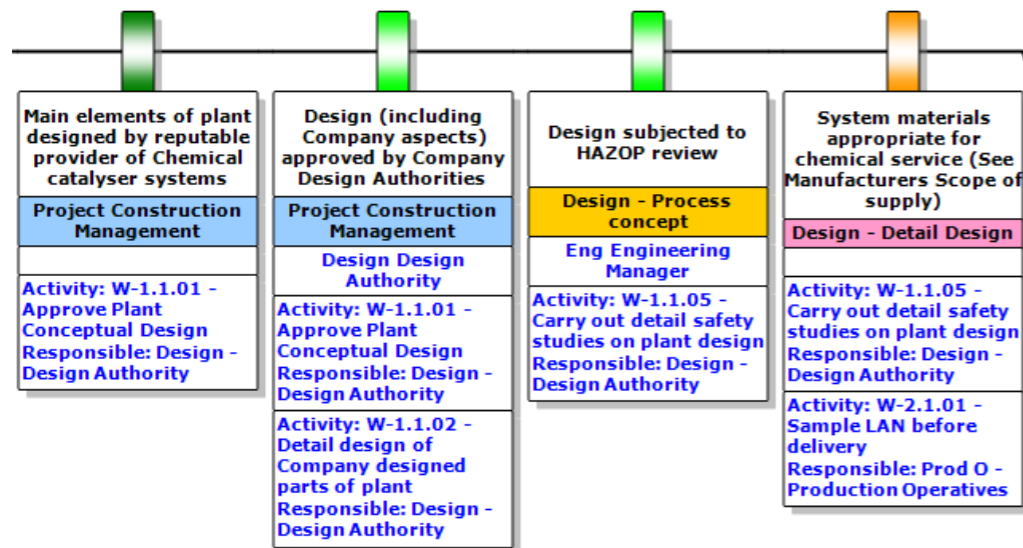 Main elements of plant
designed by reputable
provider of Chemical
catalyser systems
Project Construction
Management
Activity: W-1.1.01 -
Approve Plant
Conceptual Design
Responsible: Design -
Design Authority
Design (including
Company aspects)
approved by Company
Design Authorities
Project Construction
Management
Design Design
Authority
Activity: W-1.1.01 -
Approve Plant
Conceptual Design
Responsible: Design -
Design Authority
Activity: W-1.1.02 -
Detail design of
Company designed
parts of plant
Responsible: Design -
Design Authority
Design subjected to
HAZOP review
Design - Process
concept
Eng Engineering
Manager
Activity: W-1.1.05 -
Carry out detail safety
studies on plant design
Responsible: Design -
Design Authority
System materials
appropriate for
chemical service (See
Manufacturers Scope of
supply)
Design - Detail Design
Activity: W-1.1.05 -
Carry out detail safety
studies on plant design
Responsible: Design -
Design Authority
Activity: W-2.1.01 -
Sample LAN before
delivery
Responsible: Prod O -
Production Operatives